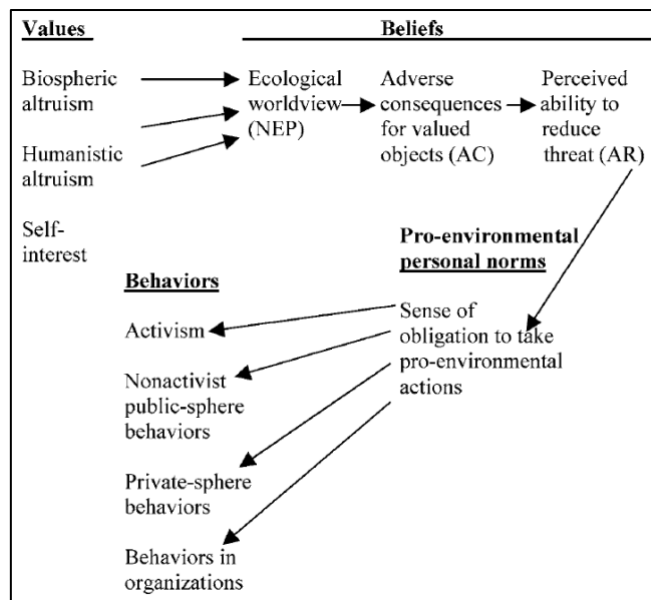 Values
Beliefs
Biospheric
altruism
Humanistic
altruism
Self-
interest
Ecological
worldview
(NEP)
Adverse
consequences
for valued
objects (AC)
Perceived
ability to
reduce
threat (AR)
Pro-environmental
personal norms
Sense of
obligation to take
pro-environmental
actions
Behaviors
Activism
Nonactivist
public-sphere
behaviors
Private-sphere
behaviors
Behaviors in
organizations